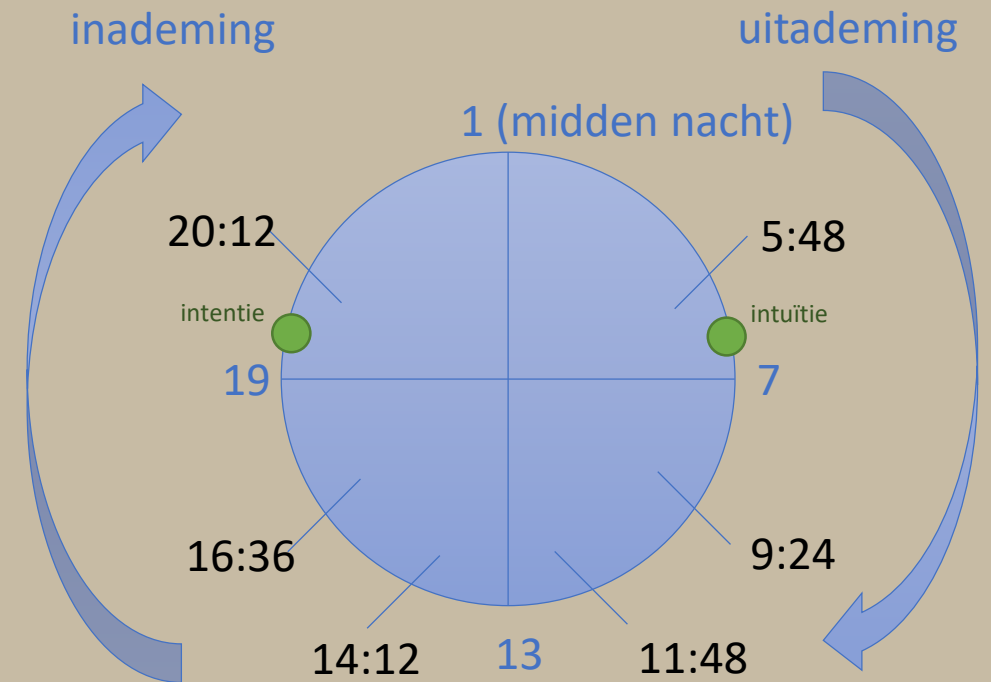 inademing
uitademing
1 (midden nacht)
20:12
5:48
intentie
intuïtie
19
7
16:36
9:24
14:12
13
11:48